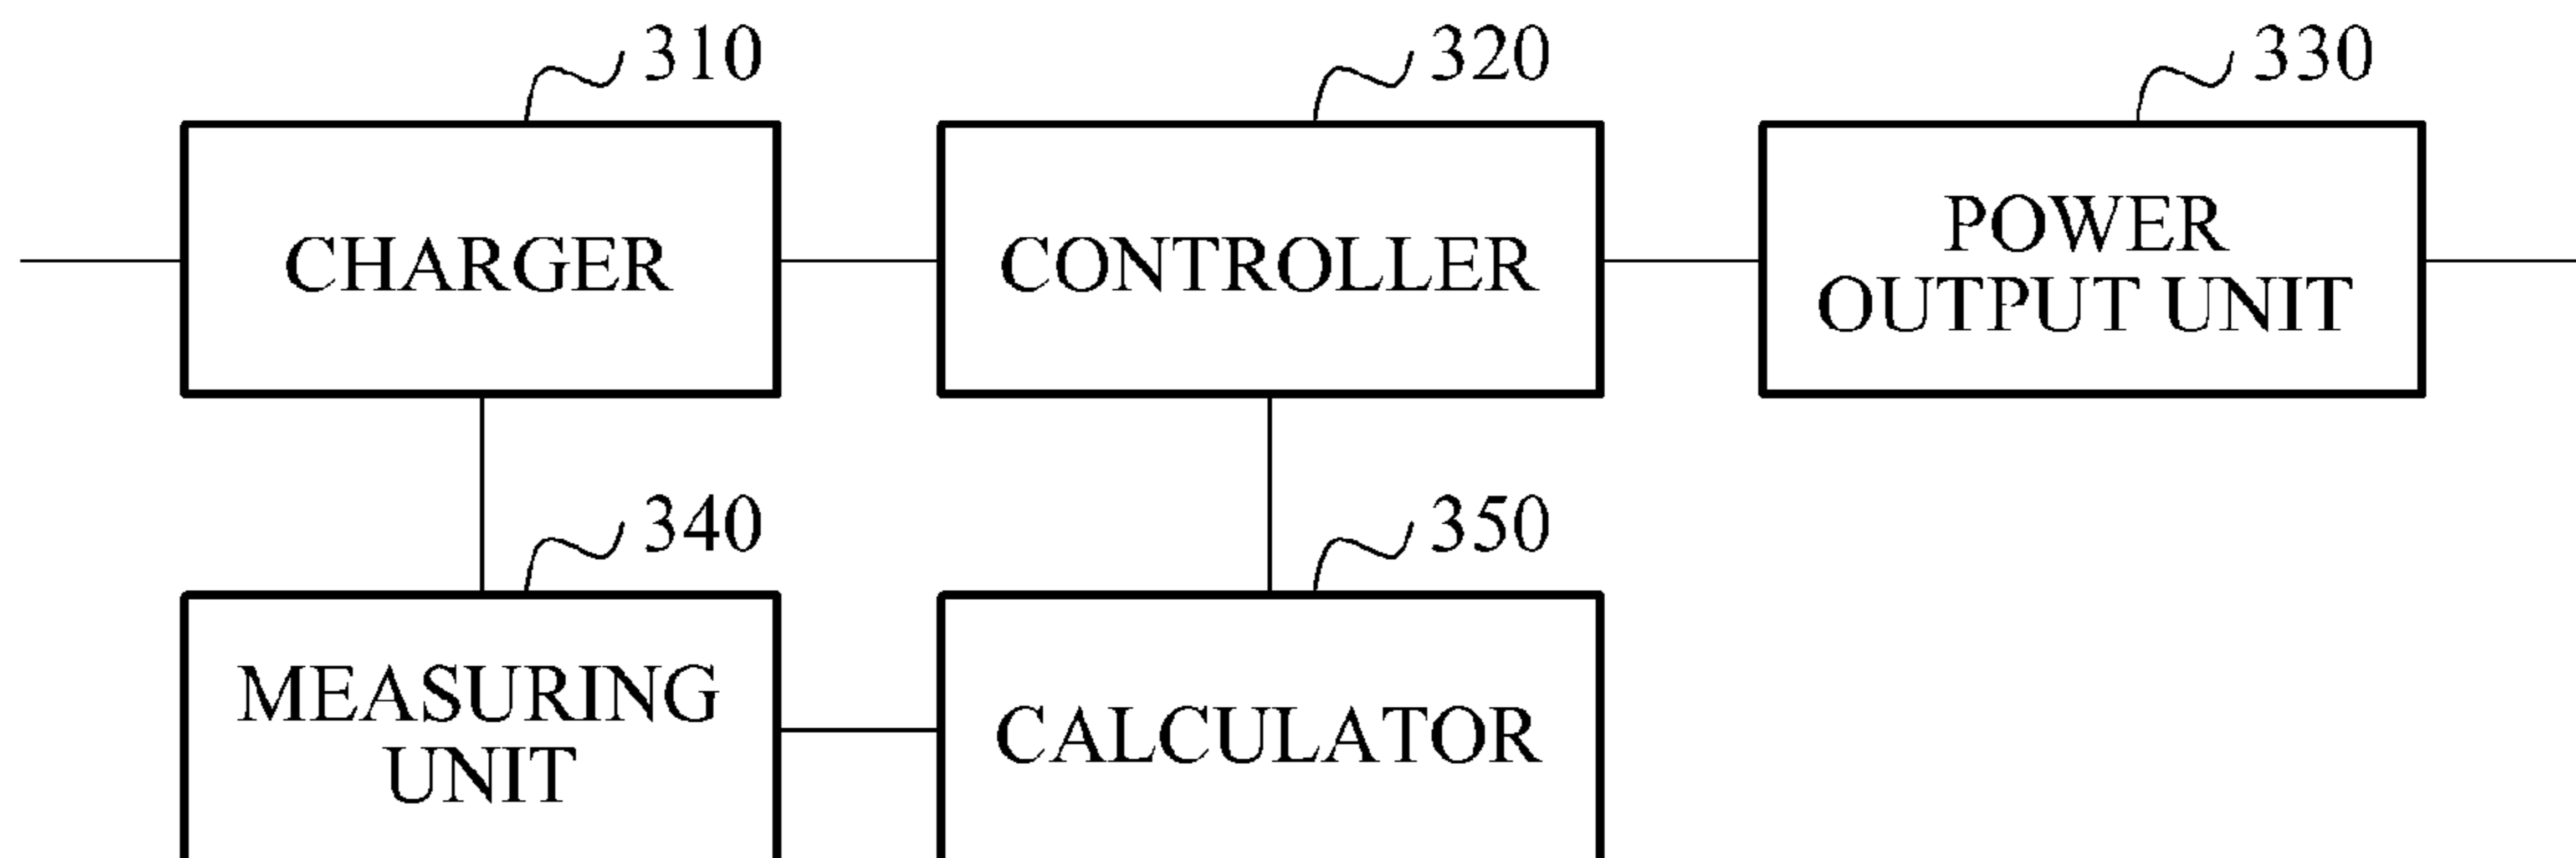 310
320
330
CHARGER
CONTROLLER
POWER
OUTPUT UNIT
340
350
MEASURING
UNIT
CALCULATOR